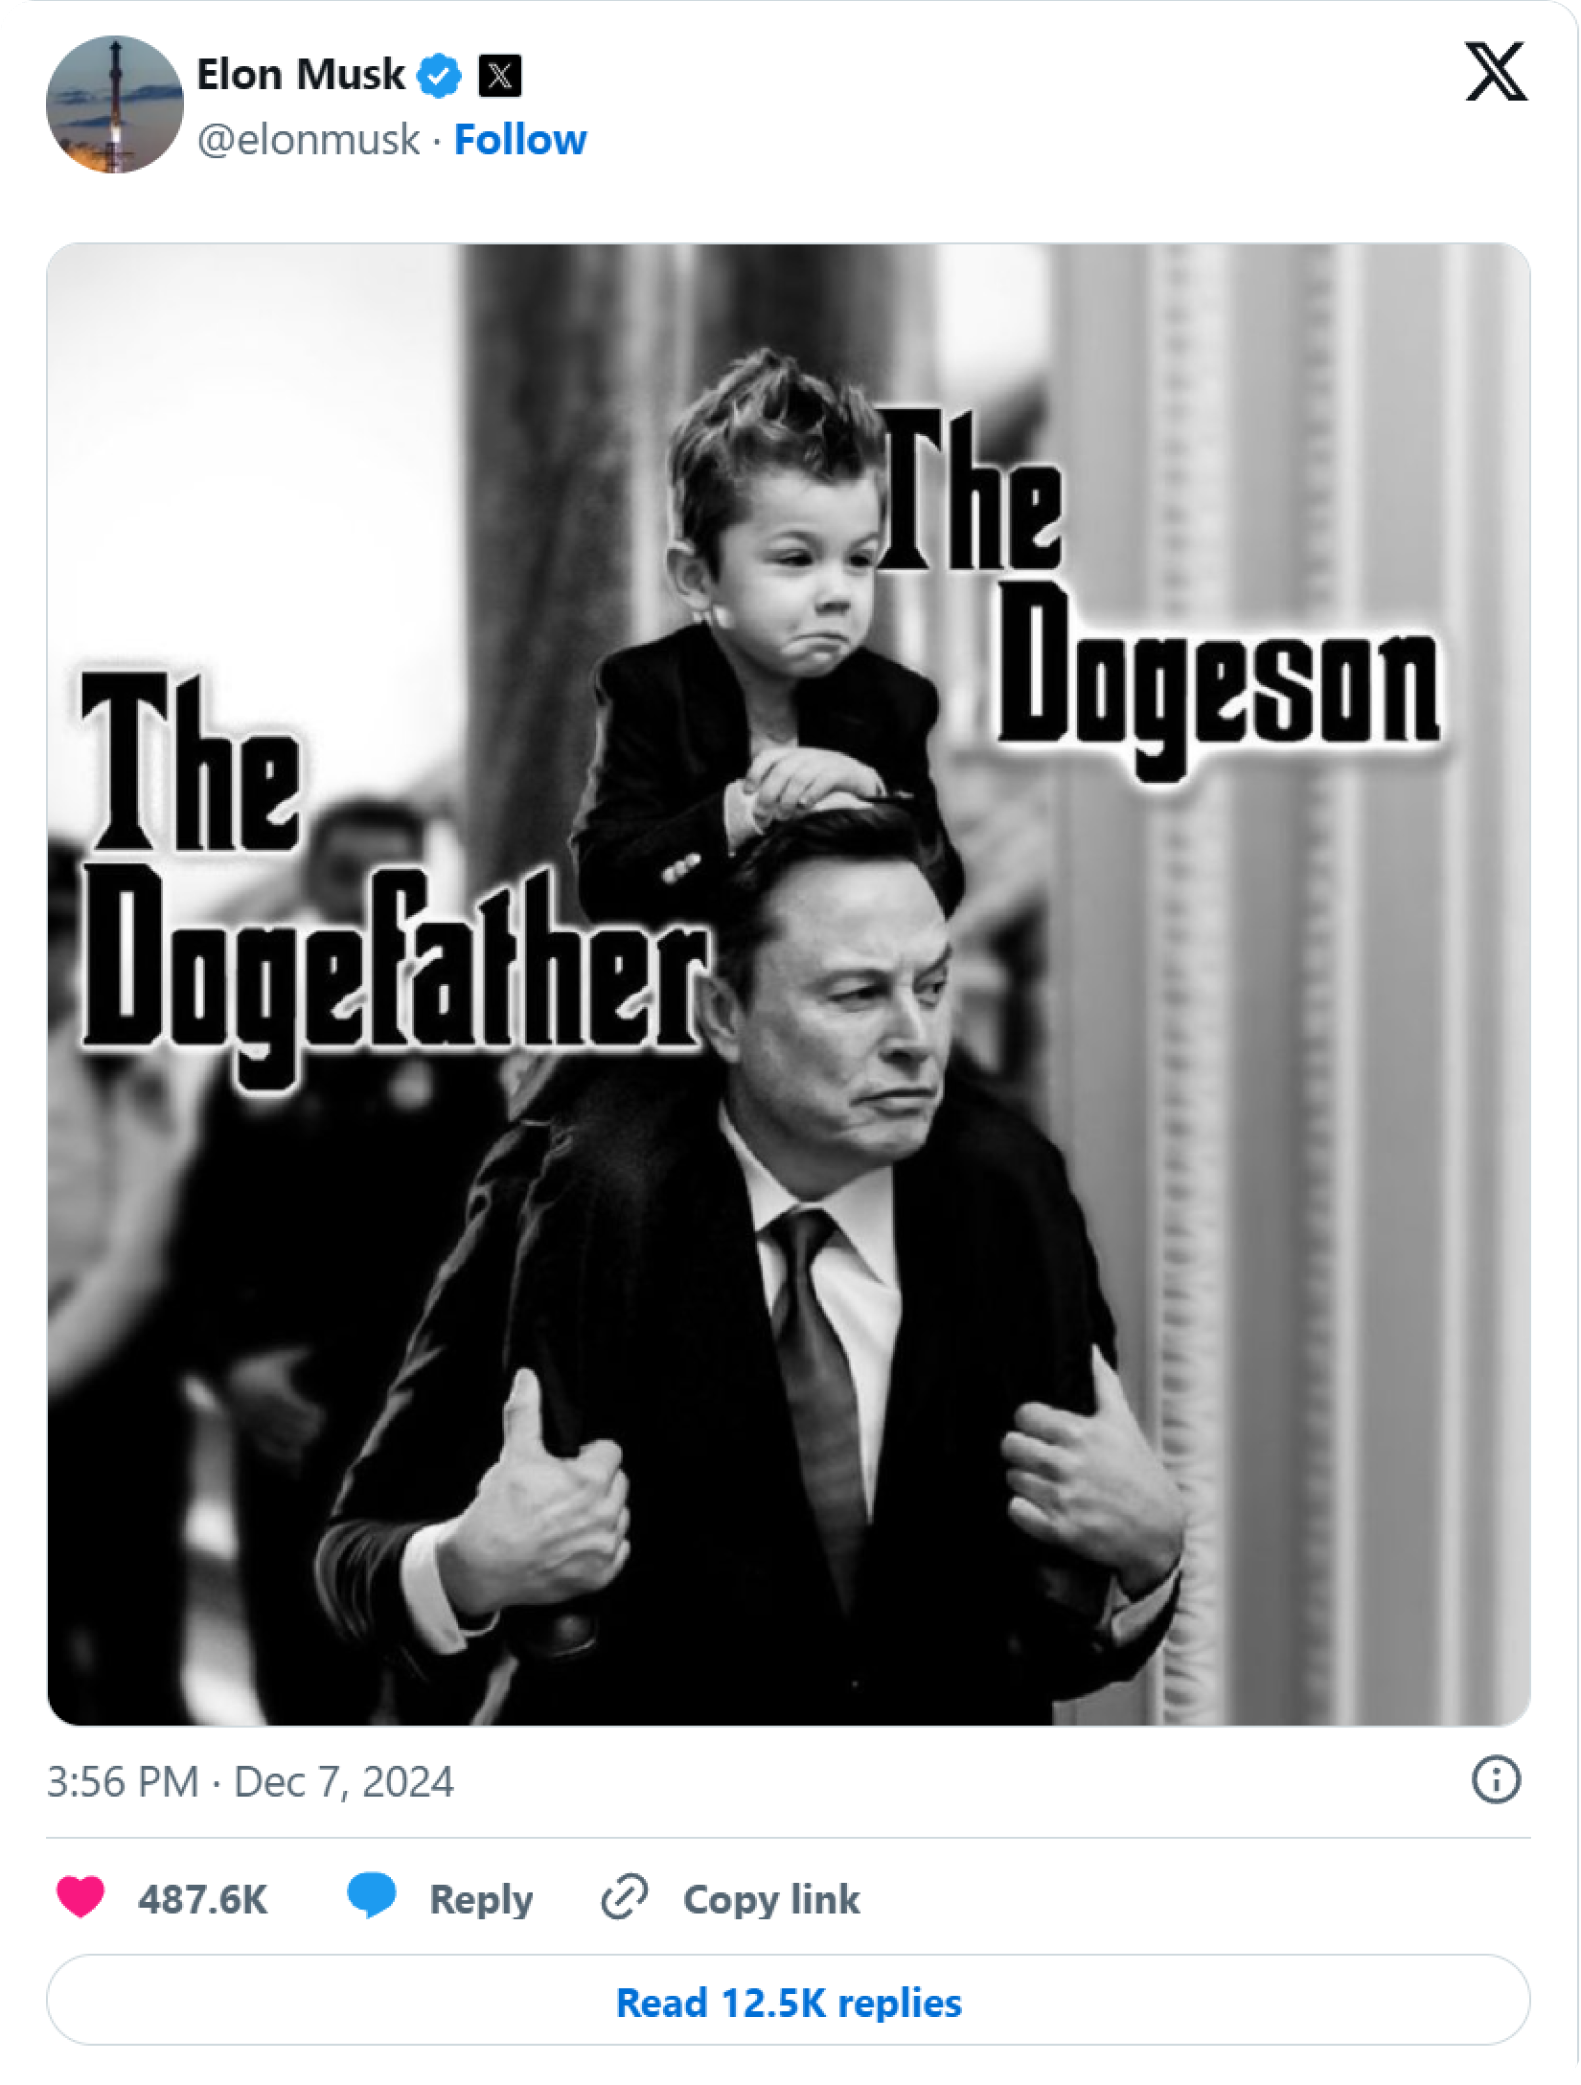 Elon Musk
@elonmusk · Follow
The
Dogeson
The
Dogefather
3:56 PM · Dec 7, 2024
487.6K Reply Copy link
Read 12.5K replies